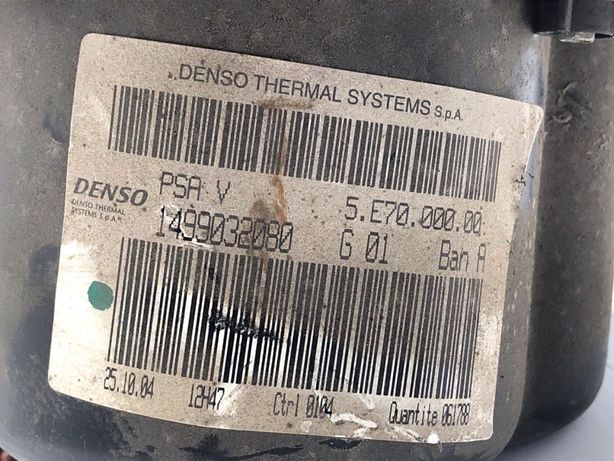 DENSO THERMAL SYSTEMS S.p.A.
DENSO PSA V 5.E70.000.00
DENSO THERMAL
SYSTEMS S.p.A.
1499032080 G 01 Ban A
25.10.04 12H47 Ctrl 0104 Quantite 061788